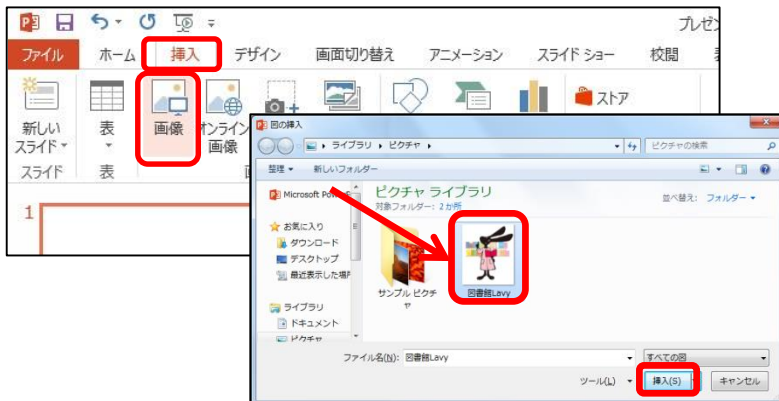 プレゼン
ファイル ホーム 挿入 デザイン 画面切り替え アニメーション スライド ショー 校閲
新しい
スライド
表
画像
オンライン
画像
ストア
スライド
表
1
図の挿入
ライブラリ ピクチャ
ピクチャの検索
整理 新しいフォルダー
Microsoft Power
ピクチャ ライブラリ
対象フォルダー: 2 か所
並べ替え: フォルダー
お気に入り
ダウンロード
デスクトップ
最近表示した場所
ライブラリ
ドキュメント
ピクチャ
サンプル ピクチャ
図書館Lavy
ファイル名(N): 図書館Lavy
すべての図
ツール(L) 挿入(S) キャンセル